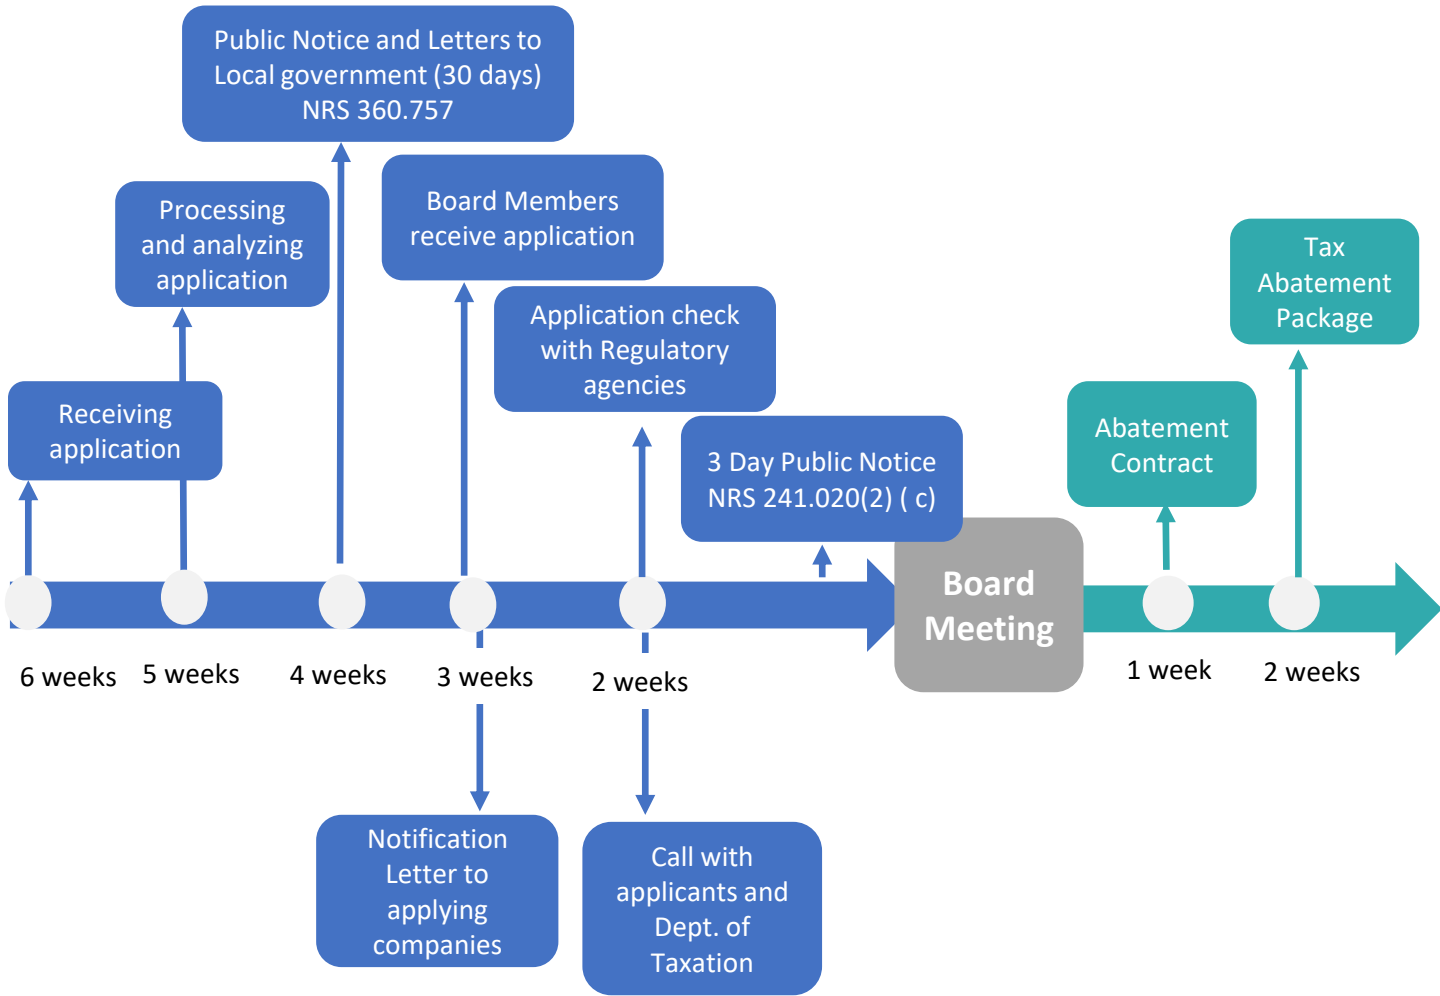 Public Notice and Letters to
Local government (30 days)
NRS 360.757
Processing
and analyzing
application
Board Members
receive application
Receiving
application
Application check
with Regulatory
agencies
3 Day Public Notice
NRS 241.020(2) ( c)
Tax
Abatement
Package
Abatement
Contract
Board
Meeting
6 weeks
5 weeks
4 weeks
3 weeks
2 weeks
1 week
2 weeks
Notification
Letter to
applying
companies
Call with
applicants and
Dept. of
Taxation